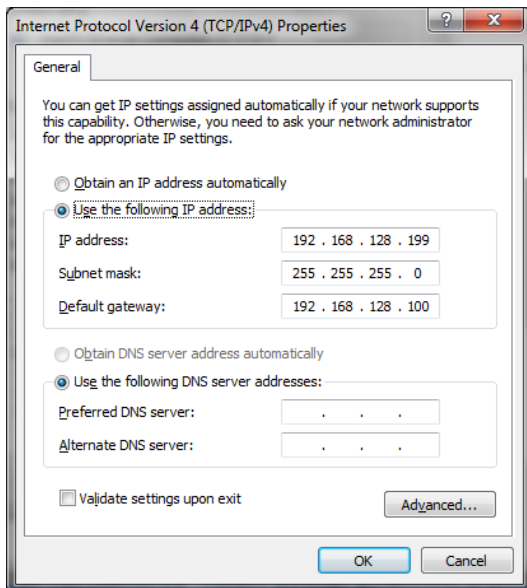 Internet Protocol Version 4 (TCP/IPv4) Properties
General
You can get IP settings assigned automatically if your network supports
this capability. Otherwise, you need to ask your network administrator
for the appropriate IP settings.
Obtain an IP address automatically
Use the following IP address:
IP address: 192 . 168 . 128 . 199
Subnet mask: 255 . 255 . 255 . 0
Default gateway: 192 . 168 . 128 . 100
Obtain DNS server address automatically
Use the following DNS server addresses:
Preferred DNS server: . . .
Alternate DNS server: . . .
Validate settings upon exit
Advanced...
OK Cancel